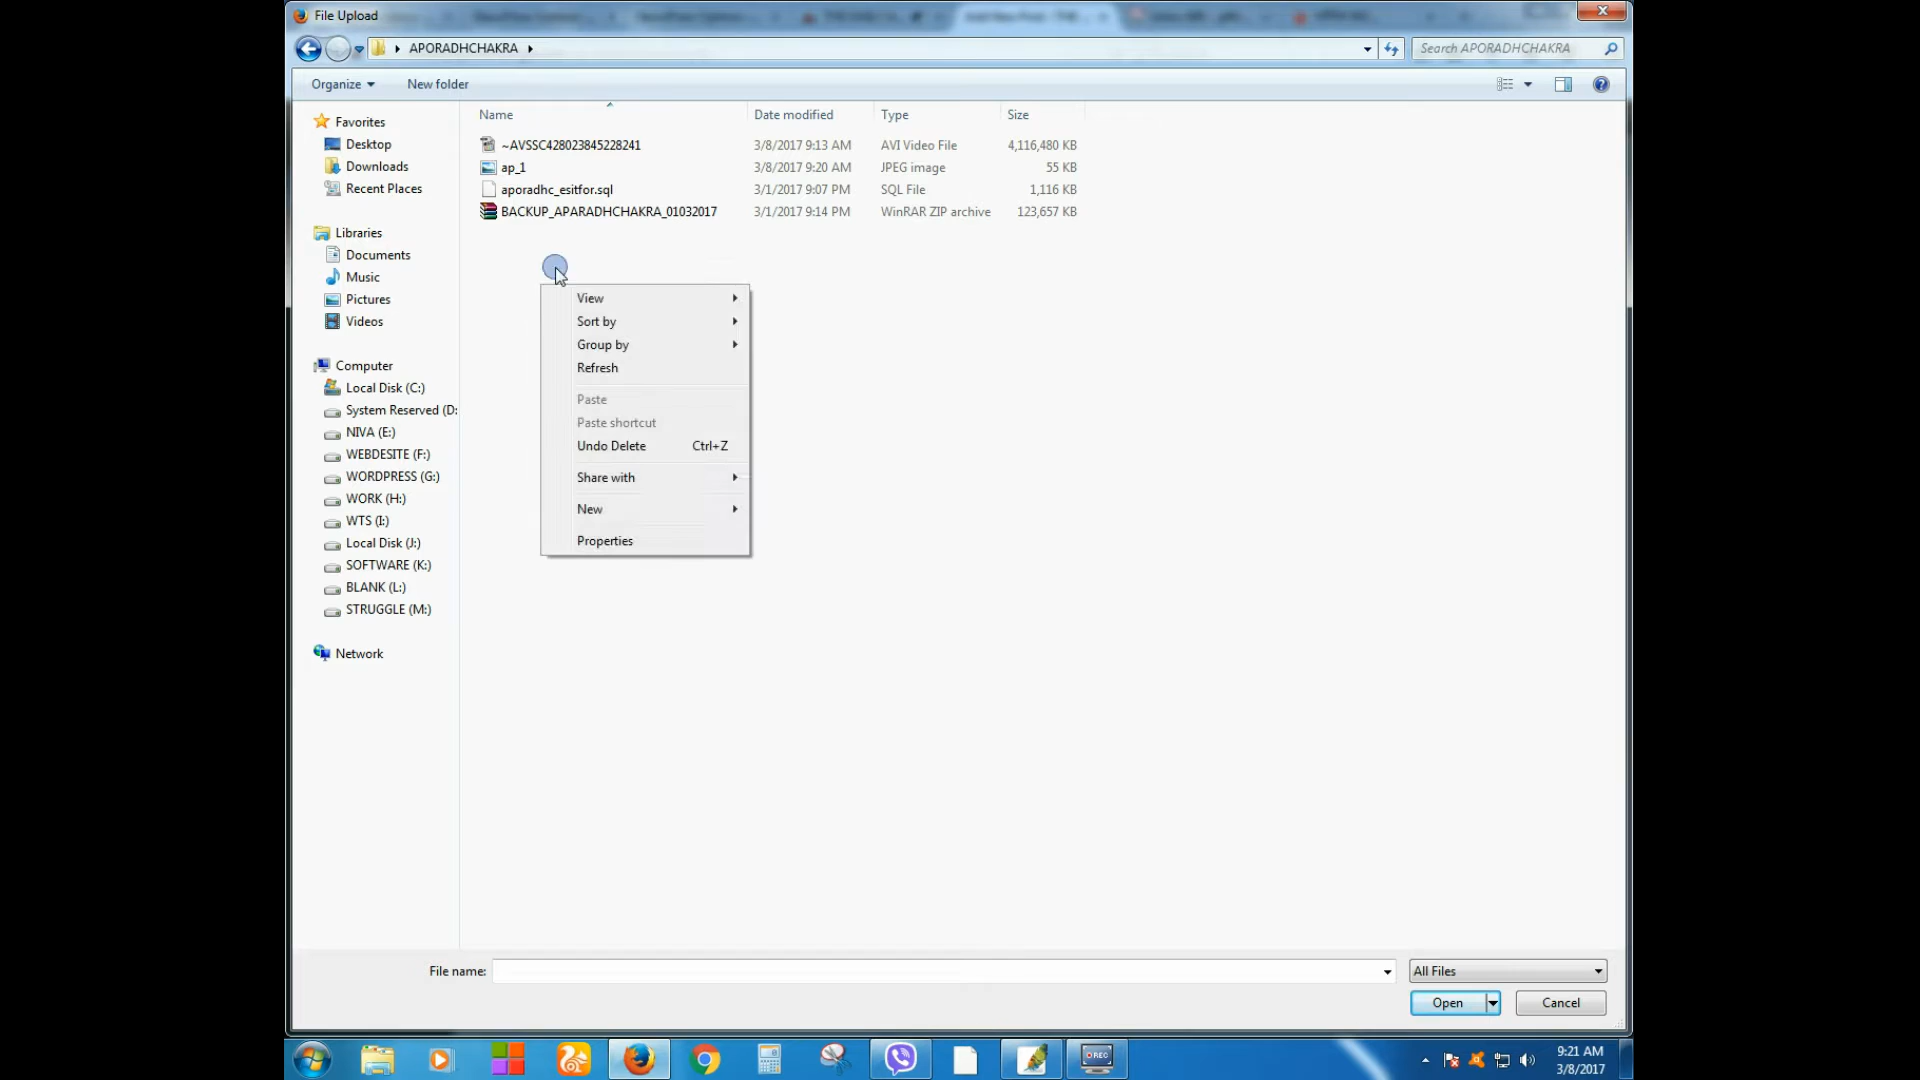 File Upload
APORADHCHAKRA
Search APORADHCHAKRA
Organize
New folder
Name
Date modified
Type
Size
~AVSSC428023845228241
3/8/2017 9:13 AM
AVI Video File
4,116,480 KB
ap_1
3/8/2017 9:20 AM
JPEG image
55 KB
aporadhc_esitfor.sql
3/1/2017 9:07 PM
SQL File
1,116 KB
BACKUP_APARADHCHAKRA_01032017
3/1/2017 9:14 PM
WinRAR ZIP archive
123,657 KB
Favorites
Desktop
Downloads
Recent Places
Libraries
Documents
Music
Pictures
Videos
Computer
Local Disk (C:)
System Reserved (D:
NIVA (E:)
WEBDESITE (F:)
WORDPRESS (G:)
WORK (H:)
WTS (I:)
Local Disk (J:)
SOFTWARE (K:)
BLANK (L:)
STRUGGLE (M:)
Network
View
Sort by
Group by
Refresh
Paste
Paste shortcut
Undo Delete Ctrl+Z
Share with
New
Properties
File name:
All Files
Open
Cancel
REC
9:21 AM
3/8/2017